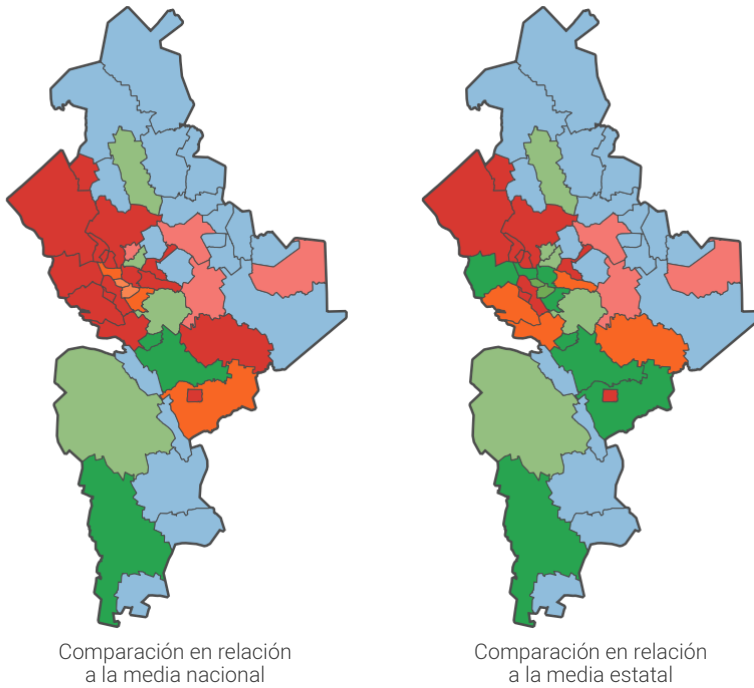 Comparación en relación
a la media nacional
Comparación en relación
a la media estatal